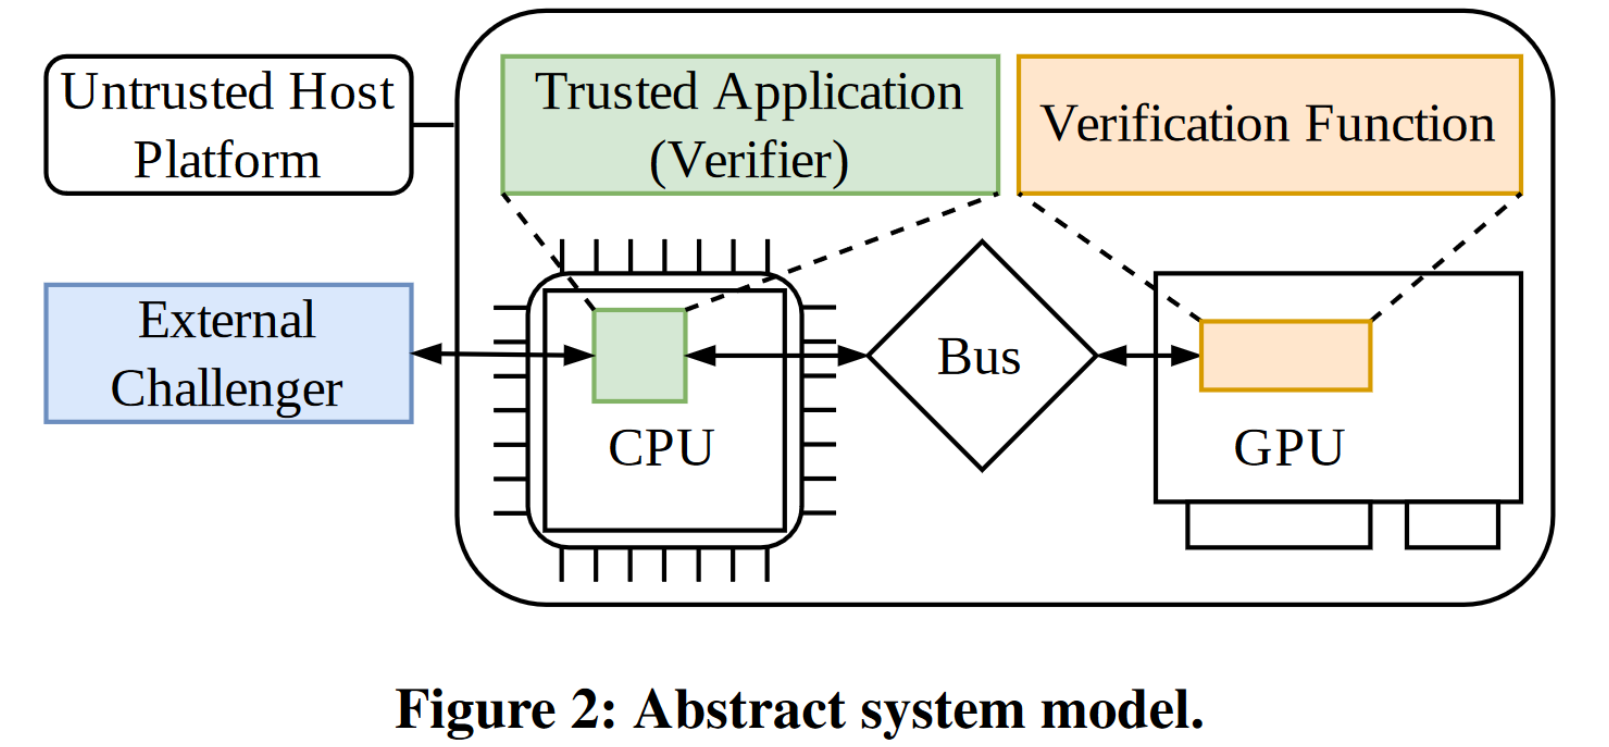 Untrusted Host
Platform
Trusted Application
(Verifier)
Verification Function
External
Challenger
CPU
Bus
GPU
Figure 2: Abstract system model.